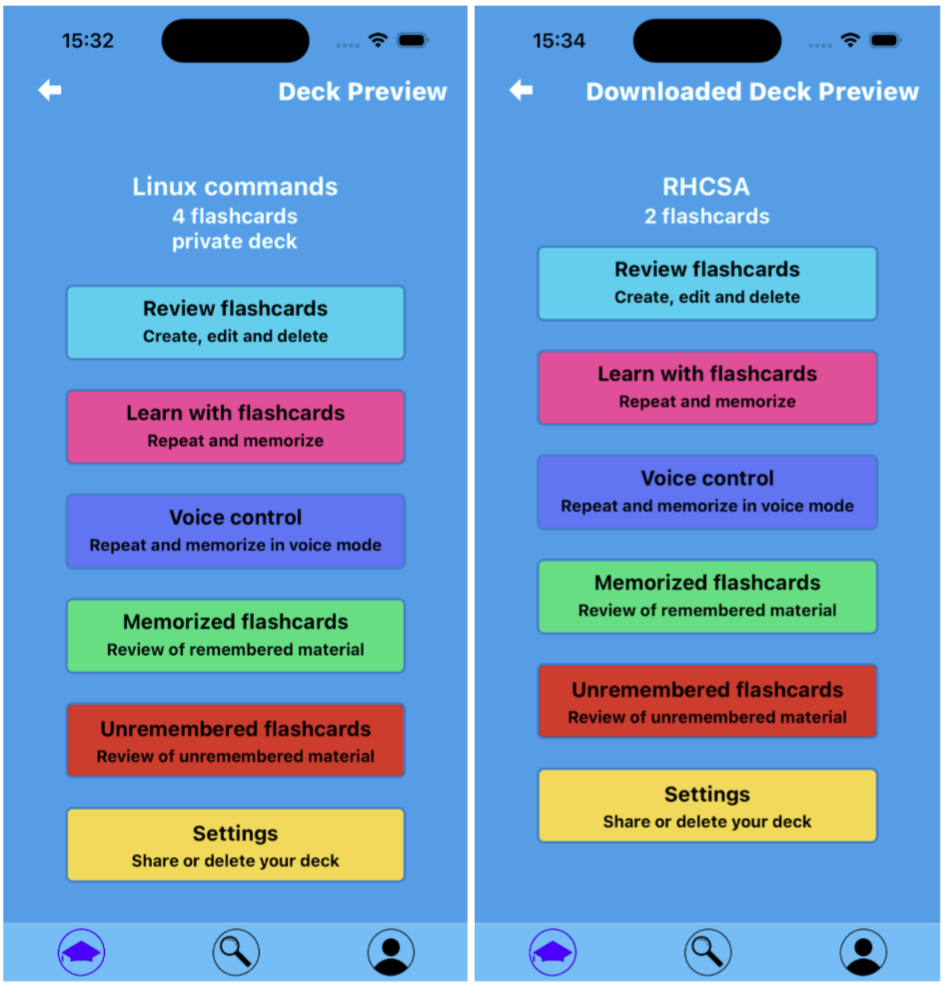 15:32
Deck Preview
Linux commands
4 flashcards
private deck
Review flashcards
Create, edit and delete
Learn with flashcards
Repeat and memorize
Voice control
Repeat and memorize in voice mode
Memorized flashcards
Review of remembered material
Unremembered flashcards
Review of unremembered material
Settings
Share or delete your deck
15:34
Downloaded Deck Preview
RHCSA
2 flashcards
Review flashcards
Create, edit and delete
Learn with flashcards
Repeat and memorize
Voice control
Repeat and memorize in voice mode
Memorized flashcards
Review of remembered material
Unremembered flashcards
Review of unremembered material
Settings
Share or delete your deck